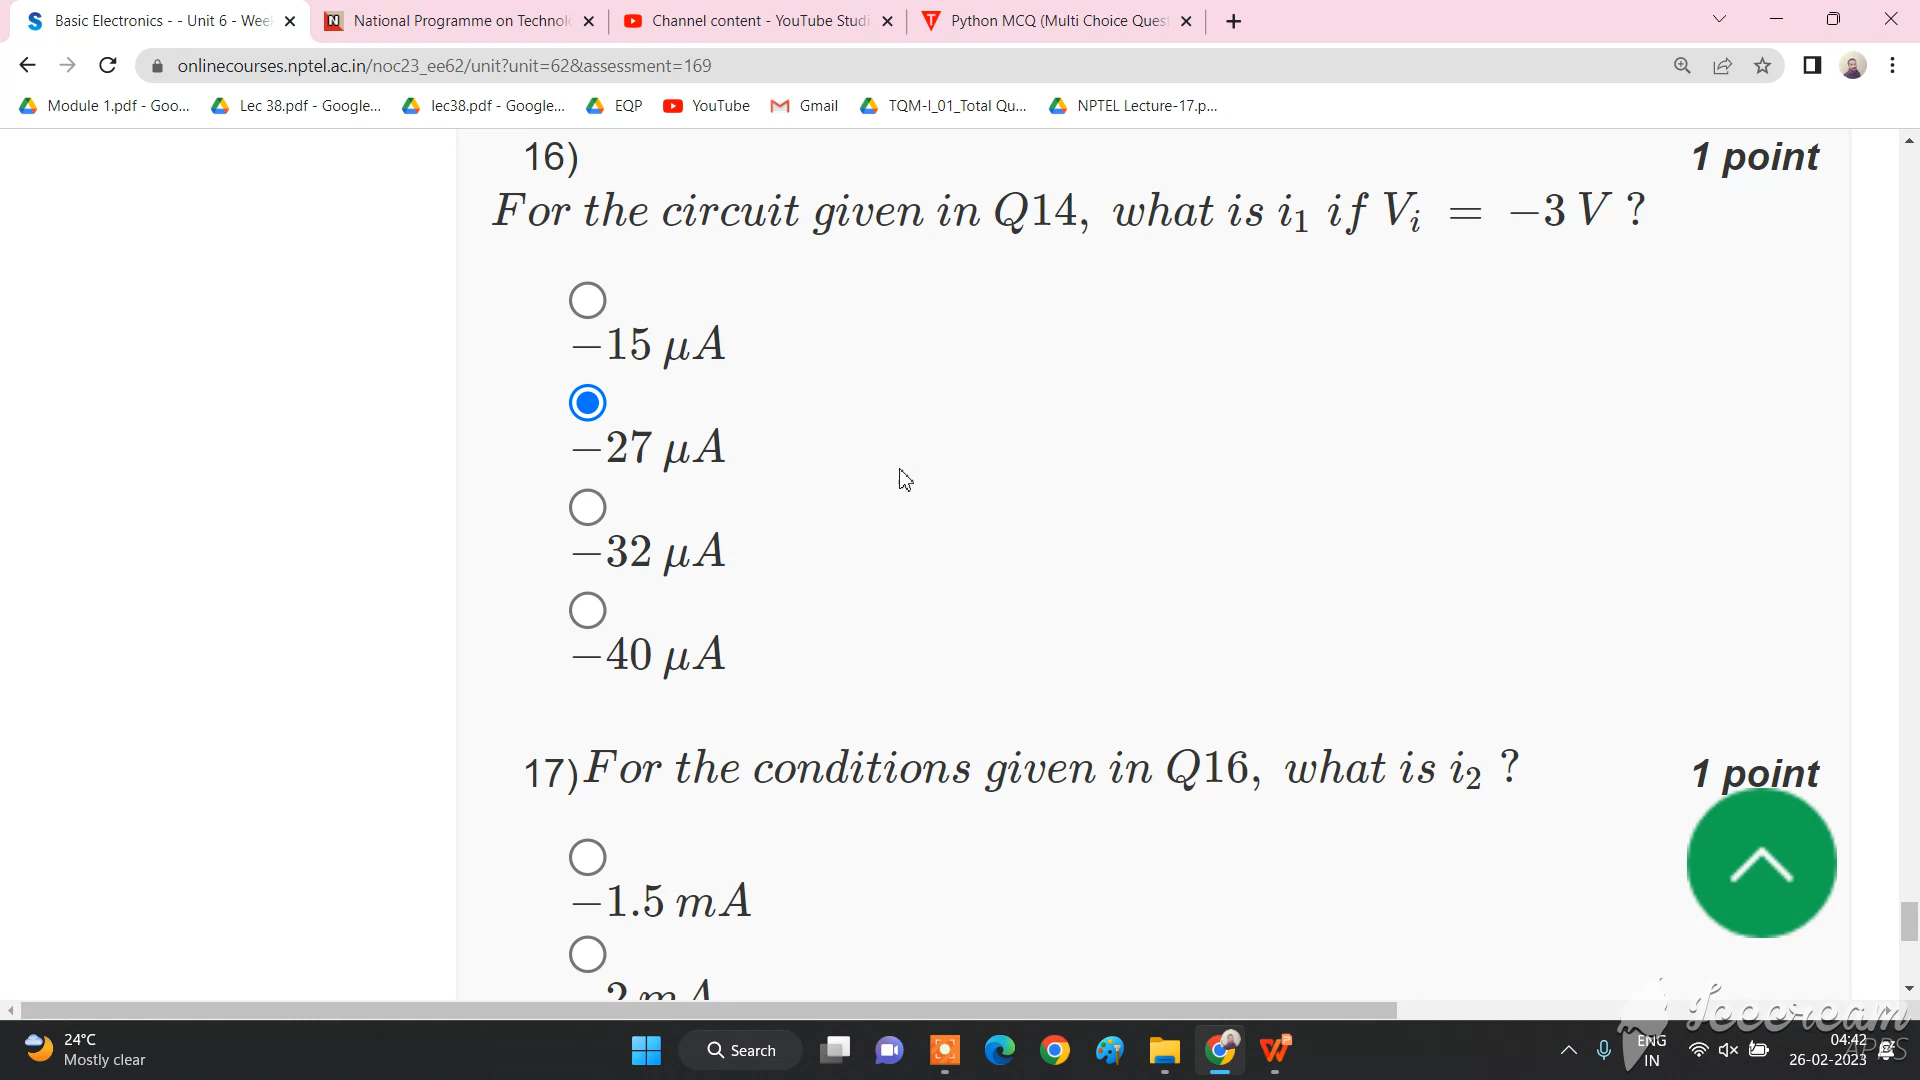 Basic Electronics - - Unit 6 - Wee
National Programme on Technol
Channel content - YouTube Studi
Python MCQ (Multi Choice Ques
onlinecourses.nptel.ac.in/noc23_ee62/unit?unit=62&assessment=169
Module 1.pdf - Goo...
Lec 38.pdf - Google...
lec38.pdf - Google...
EQP
YouTube
Gmail
TQM-I_01_Total Qu...
NPTEL Lecture-17.p...
16)
1 point
For the circuit given in Q14, what is i₁ if Vᵢ = −3 V ?
−15 μA
−27 μA
−32 μA
−40 μA
17) For the conditions given in Q16, what is i₂ ?
1 point
−1.5 mA
24°C
Mostly clear
Search
ENG
IN
04:42
26-02-2023
Icecream
APPS